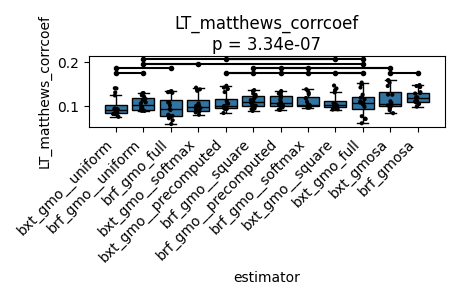 LT_matthews_corrcoef
p = 3.34e-07
LT_matthews_corrcoef
0.2
0.1
bxt_gmo__uniform
brf_gmo__uniform
brf_gmo_full
bxt_gmo__softmax
bxt_gmo__precomputed
brf_gmo__square
brf_gmo__precomputed
brf_gmo__softmax
bxt_gmo__square
bxt_gmo_full
bxt_gmosa
brf_gmosa
estimator